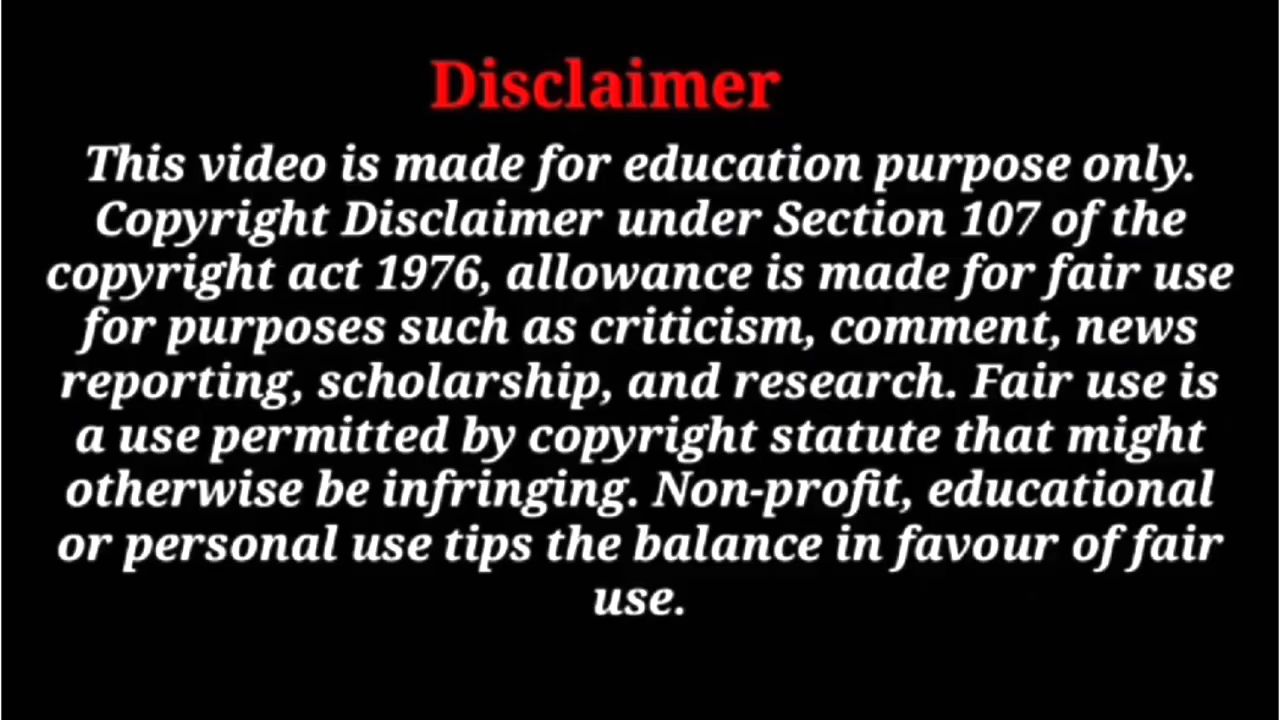 Disclaimer
This video is made for education purpose only.
Copyright Disclaimer under Section 107 of the
copyright act 1976, allowance is made for fair use
for purposes such as criticism, comment, news
reporting, scholarship, and research. Fair use is
a use permitted by copyright statute that might
otherwise be infringing. Non-profit, educational
or personal use tips the balance in favour of fair
use.